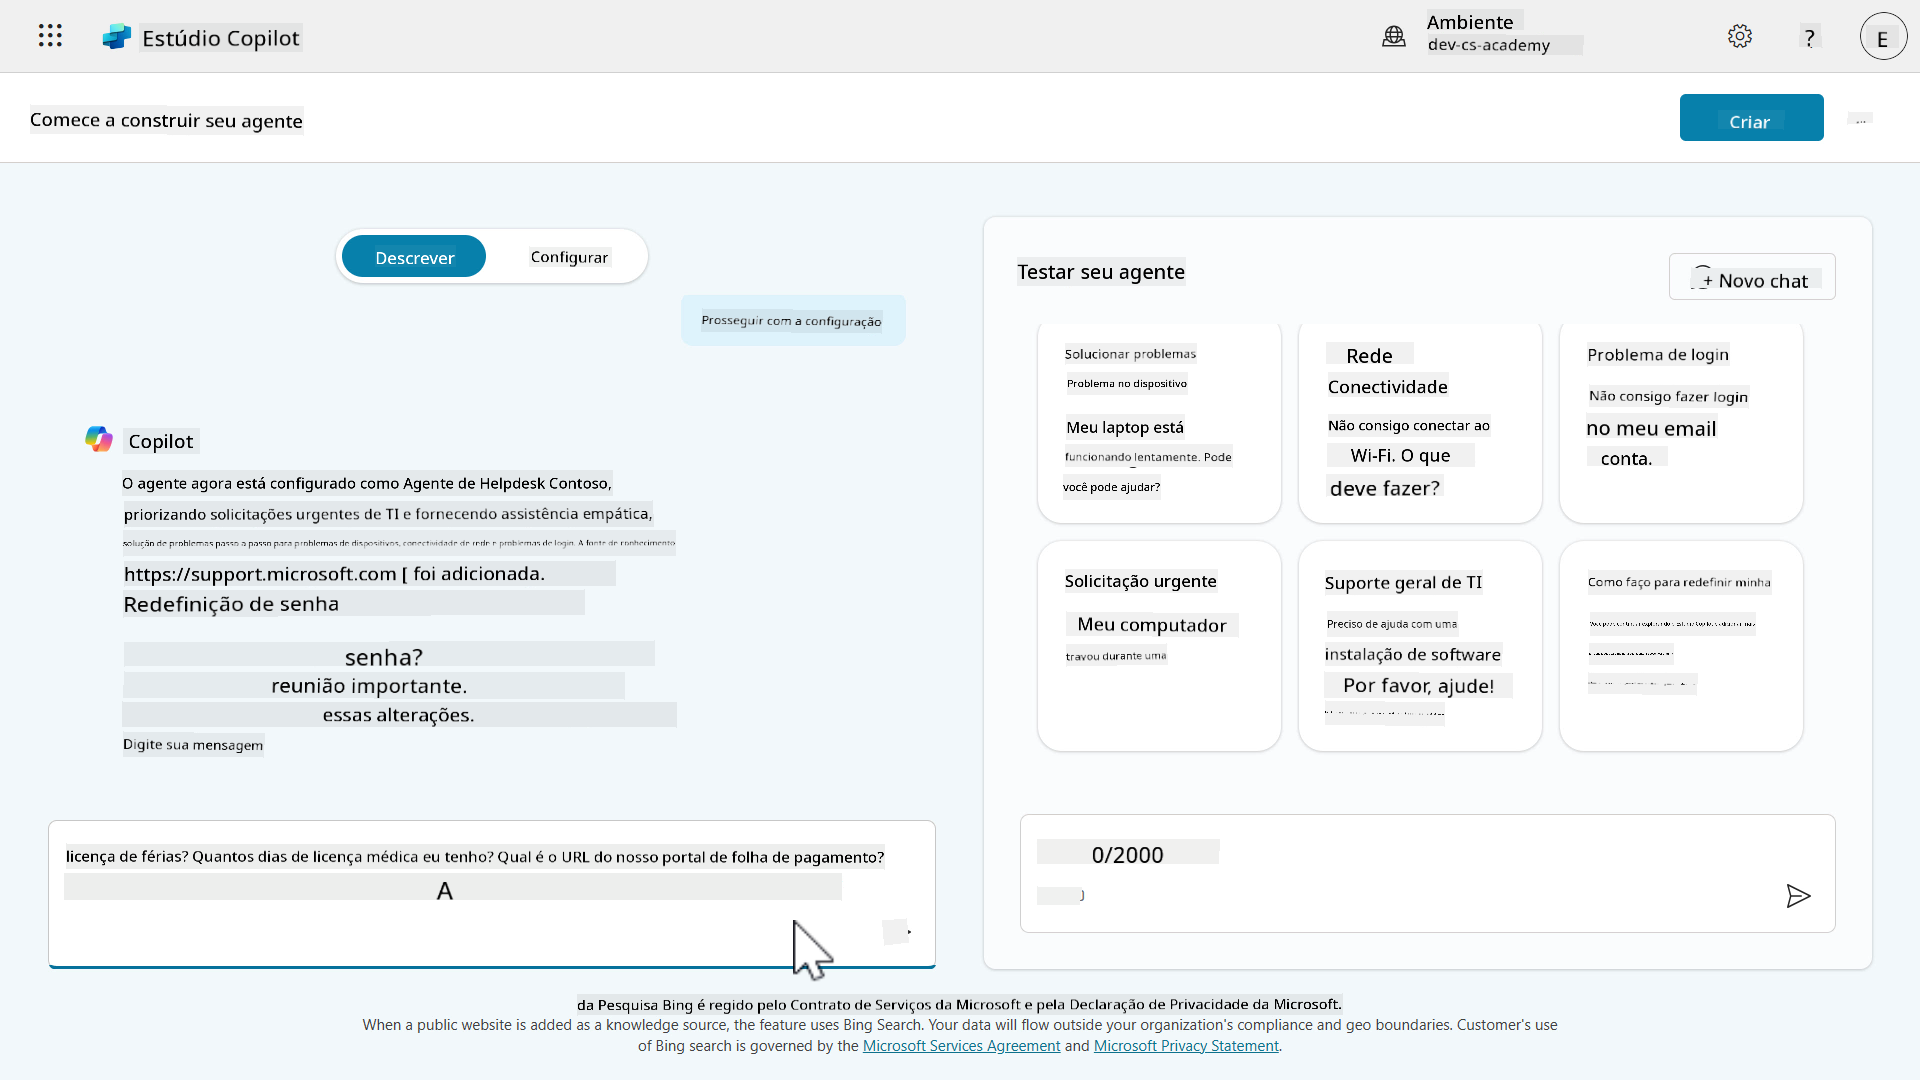 Estúdio Copilot
Ambiente
dev-cs-academy
?
E
Comece a construir seu agente
Criar
...
Descrever
Configurar
Prosseguir com a configuração
Copilot
O agente agora está configurado como Agente de Helpdesk Contoso,
priorizando solicitações urgentes de TI e fornecendo assistência empática,
solução de problemas passo a passo para problemas de dispositivos, conectividade de rede e problemas de login. A fonte de conhecimento
https://support.microsoft.com [ foi adicionada.
Redefinição de senha
senha?
reunião importante.
essas alterações.
Digite sua mensagem
licença de férias? Quantos dias de licença médica eu tenho? Qual é o URL do nosso portal de folha de pagamento?
A
Testar seu agente
+ Novo chat
Solucionar problemas
Problema no dispositivo
Meu laptop está
funcionando lentamente. Pode
você pode ajudar?
Rede
Conectividade
Não consigo conectar ao
Wi-Fi. O que
deve fazer?
Problema de login
Não consigo fazer login
no meu email
conta.
Solicitação urgente
Meu computador
travou durante uma
Suporte geral de TI
Preciso de ajuda com uma
instalação de software
Por favor, ajude!
Como faço para redefinir minha
0/2000
da Pesquisa Bing é regido pelo Contrato de Serviços da Microsoft e pela Declaração de Privacidade da Microsoft.
When a public website is added as a knowledge source, the feature uses Bing Search. Your data will flow outside your organization's compliance and geo boundaries. Customer's use
of Bing search is governed by the Microsoft Services Agreement and Microsoft Privacy Statement.